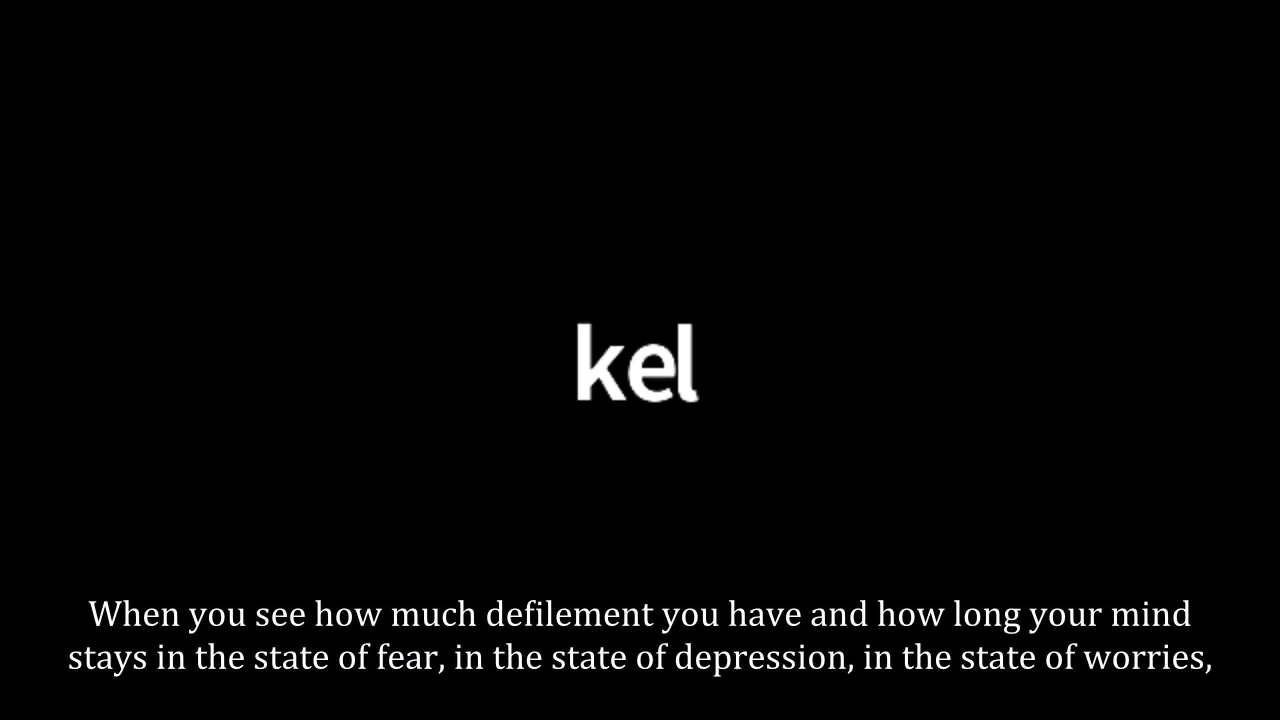 kel
When you see how much defilement you have and how long your mind
stays in the state of fear, in the state of depression, in the state of worries,